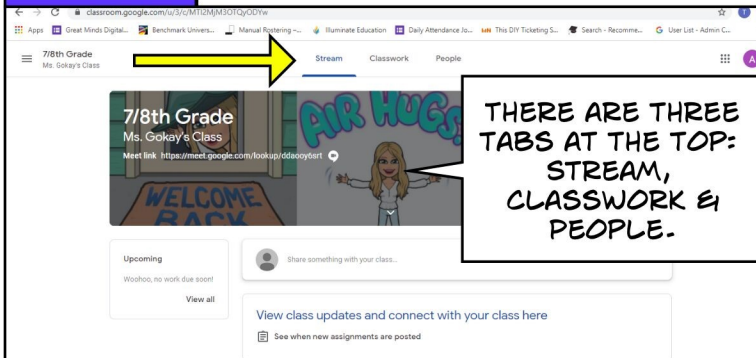 classroom.google.com/u/3/c/MTI2MjM3OTQyODYw
Apps Great Minds Digital... Benchmark Univers... Manual Rostering –... Illuminate Education Daily Attendance Jo... This DIY Ticketing S... Search - Recomme... User List - Admin C...
7/8th Grade
Ms. Gokay's Class
Stream Classwork People
A
7/8th Grade
Ms. Gokay's Class
Meet link https://meet.google.com/lookup/ddaooy6srt
AIR HUGS
WELCOME
BACK
THERE ARE THREE
TABS AT THE TOP:
STREAM,
CLASSWORK &
PEOPLE.
Upcoming
Woohoo, no work due soon!
View all
Share something with your class...
View class updates and connect with your class here
See when new assignments are posted